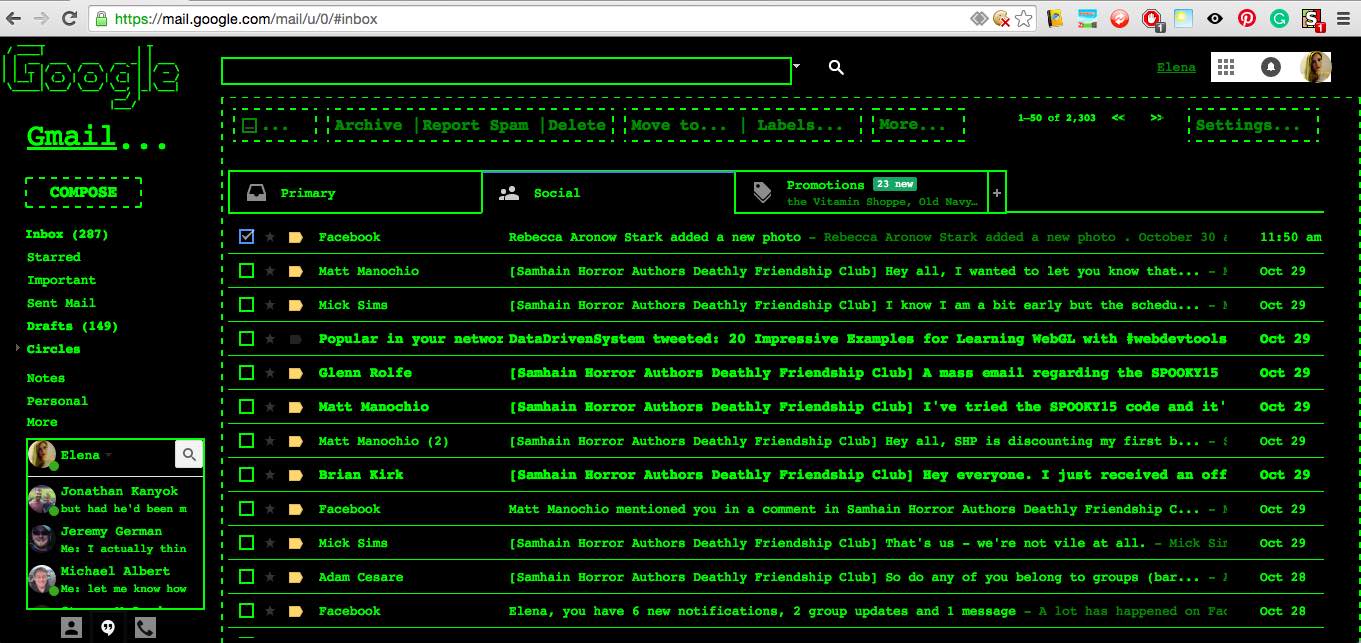 https://mail.google.com/mail/u/0/#inbox
1
S
1
Google
Elena
Gmail...
... Archive |Report Spam |Delete Move to... | Labels... More... 1–50 of 2,303 << >> Settings...
COMPOSE
Primary Social Promotions 23 new
the Vitamin Shoppe, Old Navy…
+
Inbox (287)
Starred
Important
Sent Mail
Drafts (149)
Circles
Notes
Personal
More
Elena
Jonathan Kanyok
but had he'd been m
Jeremy German
Me: I actually thin
Michael Albert
Me: let me know how
Facebook Rebecca Aronow Stark added a new photo - Rebecca Aronow Stark added a new photo . October 30 11:50 am
Matt Manochio [Samhain Horror Authors Deathly Friendship Club] Hey all, I wanted to let you know that... - Oct 29
Mick Sims [Samhain Horror Authors Deathly Friendship Club] I know I am a bit early but the schedu... - Oct 29
Popular in your networ DataDrivenSystem tweeted: 20 Impressive Examples for Learning WebGL with #webdevtools Oct 29
Glenn Rolfe [Samhain Horror Authors Deathly Friendship Club] A mass email regarding the SPOOKY15 Oct 29
Matt Manochio [Samhain Horror Authors Deathly Friendship Club] I've tried the SPOOKY15 code and it' Oct 29
Matt Manochio (2) [Samhain Horror Authors Deathly Friendship Club] Hey all, SHP is discounting my first b... - Oct 29
Brian Kirk [Samhain Horror Authors Deathly Friendship Club] Hey everyone. I just received an off Oct 29
Facebook Matt Manochio mentioned you in a comment in Samhain Horror Authors Deathly Friendship C... - Oct 29
Mick Sims [Samhain Horror Authors Deathly Friendship Club] That's us - we're not vile at all. - Mick Sim Oct 29
Adam Cesare [Samhain Horror Authors Deathly Friendship Club] So do any of you belong to groups (bar... - Oct 28
Facebook Elena, you have 6 new notifications, 2 group updates and 1 message - A lot has happened on Fac Oct 28